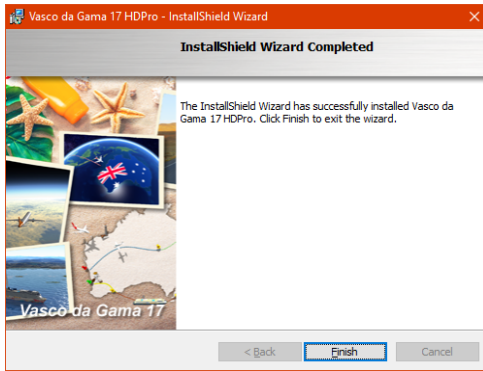 Vasco da Gama 17 HDPro - InstallShield Wizard
InstallShield Wizard Completed
The InstallShield Wizard has successfully installed Vasco da
Gama 17 HDPro. Click Finish to exit the wizard.
Vasco da Gama 17
< Back
Finish
Cancel